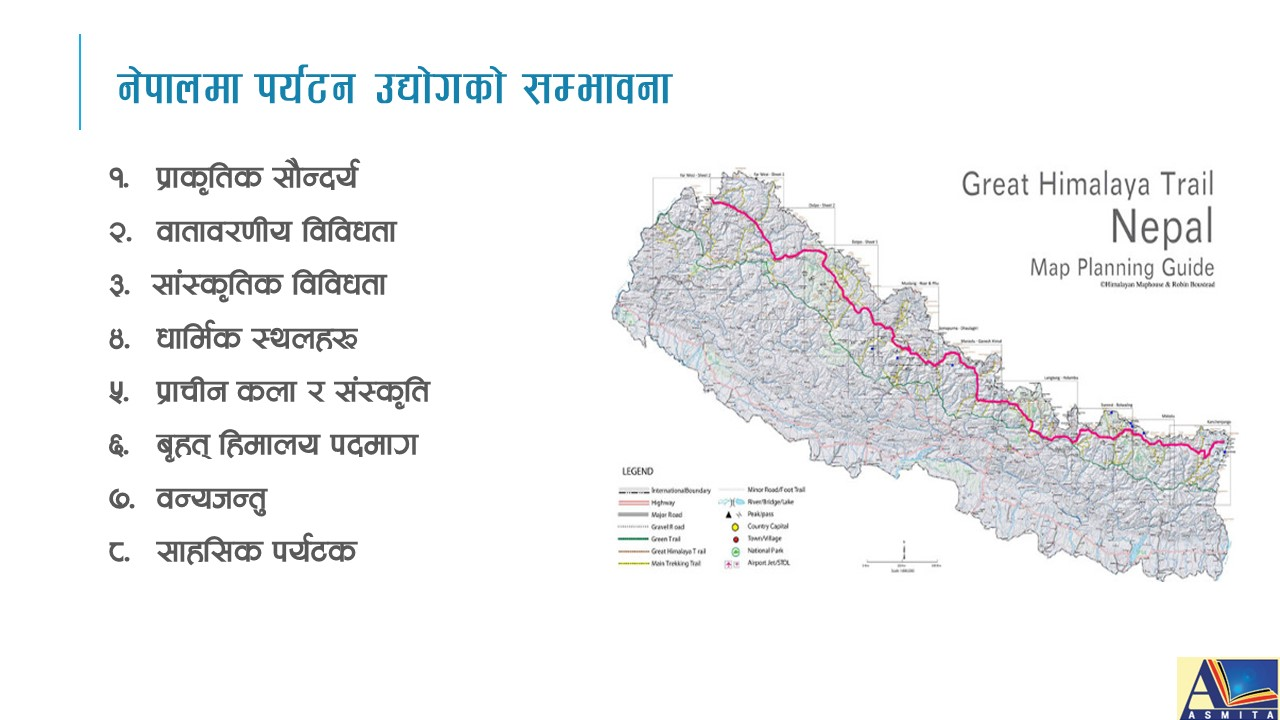 नेपालमा पर्यटन उद्योगको सम्भावना
१. प्राकृतिक सौन्दर्य
२. वातावरणीय विविधता
३. सांस्कृतिक विविधता
४. धार्मिक स्थलहरु
५. प्राचीन कला र संस्कृति
६. बृहत् हिमालय पदमाग
७. वन्यजन्तु
८. साहसिक पर्यटक
Great Himalaya Trail
Nepal
Map Planning Guide
©Himalayan Maphouse & Robin Boustead
LEGEND
International Boundary
Highway
Major Road
Gravel Road
Green Trail
Great Himalaya Trail
Main Trekking Trail
Minor Road/Foot Trail
River/Bridge/Lake
Peak/pass
Country Capital
Town/Village
National Park
Airport Jet/STOL
ASMITA